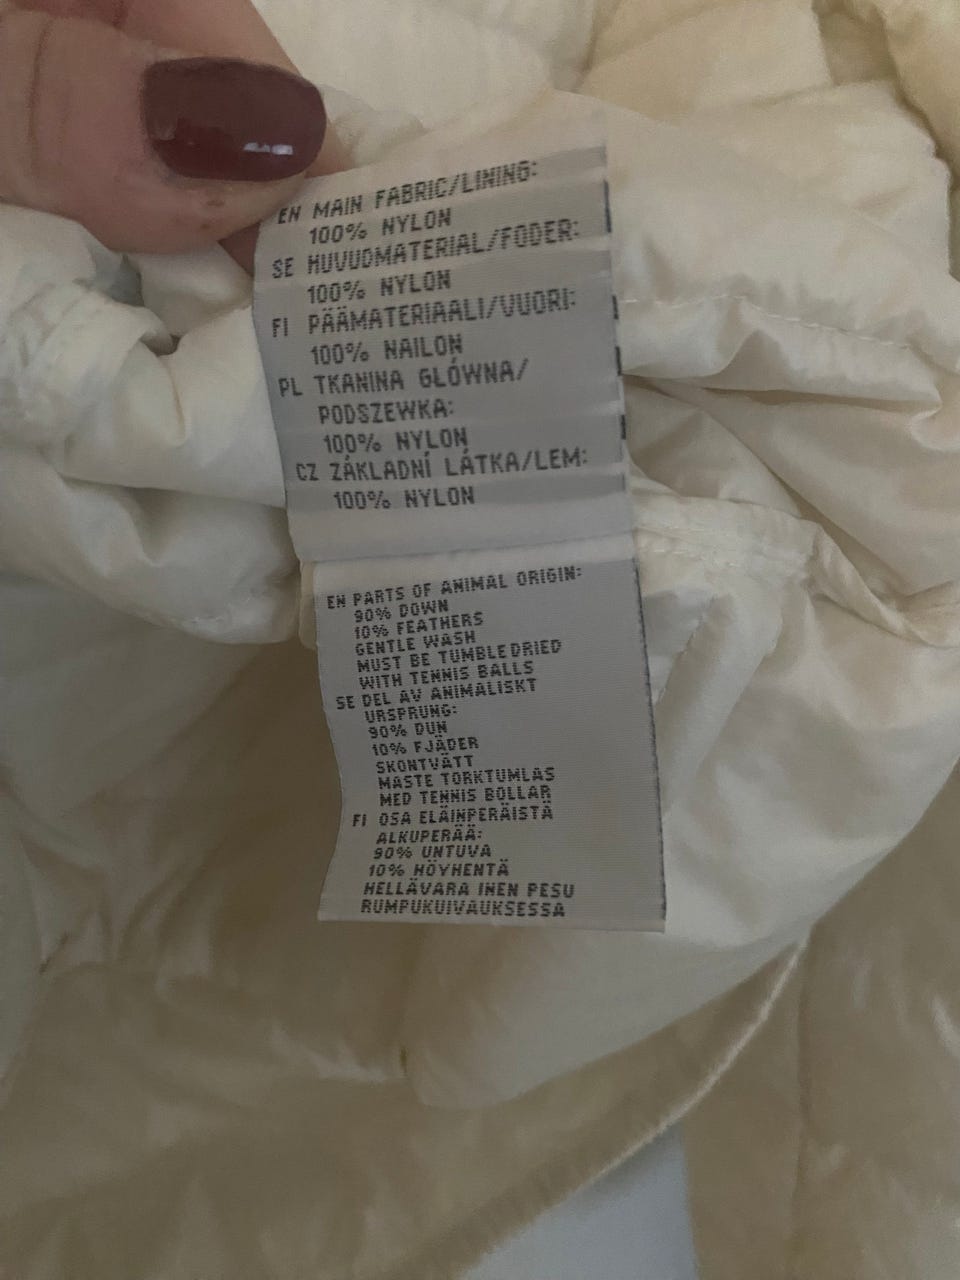 EN MAIN FABRIC/LINING:
100% NYLON
SE HUVUDMATERIAL/FODER:
100% NYLON
FI PÄÄMATERIAALI/VUORI:
100% NAILON
PL TKANINA GŁÓWNA/
PODSZEWKA:
100% NYLON
CZ ZÁKLADNÍ LÁTKA/LEM:
100% NYLON
EN PARTS OF ANIMAL ORIGIN:
90% DOWN
10% FEATHERS
GENTLE WASH
MUST BE TUMBLE DRIED
WITH TENNIS BALLS
SE DEL AV ANIMALISKT
URSPRUNG:
90% DUN
10% FJÄDER
SKONTVÄTT
MASTE TORKTUMLAS
MED TENNIS BOLLAR
FI OSA ELÄINPERÄISTÄ
ALKUPERÄÄ:
90% UNTUVA
10% HÖYHENTÄ
HELLÄVARA INEN PESU
RUMPUKUIVAUKSESSA